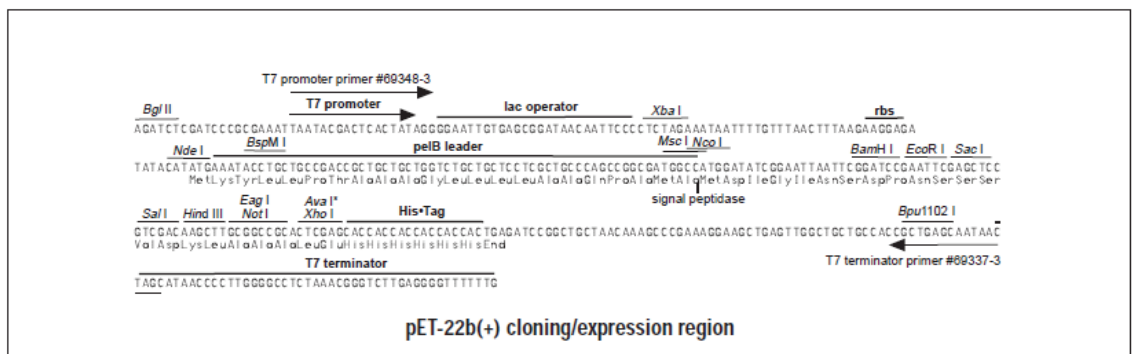 T7 promoter primer #69348-3
Bgl II T7 promoter lac operator Xba I rbs
AGATCTCGATCCCGCGAAATTAATACGACTCACTATAGGGGAATTGTGAGCGGATAACAATTCCCCTCTAGAAATAATTTTGTTTAACTTTAAGAAGGAGA
Nde I BspM I pelB leader Msc I Nco I BamH I EcoR I Sac I
TATACATATGAAATACCTGCTGCCGACCGCTGCTGCTGGTCTGCTGCTCCTCGCTGCCCAGCCGGCGATGGCCATGGATATCGGAATTAATTCGGATCCGAATTCGAGCTCC
MetLysTyrLeuLeuProThrAlaAlaAlaGlyLeuLeuLeuLeuAlaAlaGlnProAlaMetAlaMetAspIleGlyIleAsnSerAspProAsnSerSerSer
signal peptidase
Sal I Hind III Eag I Not I Ava I* Xho I His•Tag Bpu1102 I
GTCGACAAGCTTGCGGCCGCACTCGAGCACCACCACCACCACCACTGAGATCCGGCTGCTAACAAAGCCCGAAAGGAAGCTGAGTTGGCTGCTGCCACCGCTGAGCAATAAC
ValAspLysLeuAlaAlaAlaLeuGluHisHisHisHisHisHisEnd
T7 terminator T7 terminator primer #69337-3
TAGCATAACCCCTTGGGGCCTCTAAACGGGTCTTGAGGGGTTTTTTG
pET-22b(+) cloning/expression region